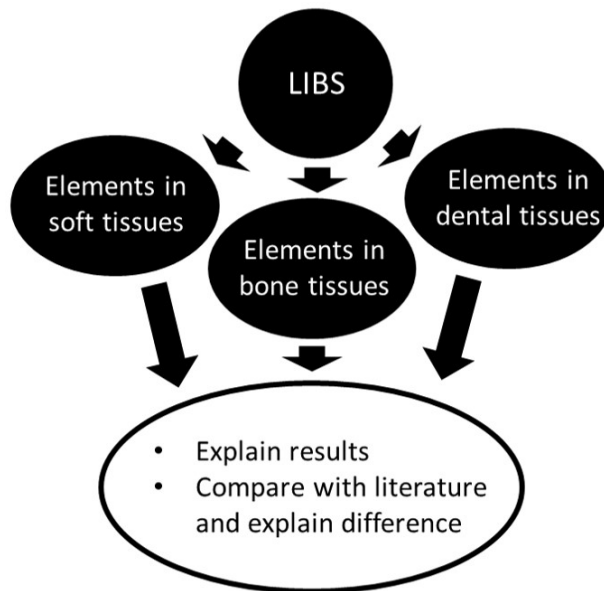 LIBS
Elements in
soft tissues
Elements in
bone tissues
Elements in
dental tissues
• Explain results
• Compare with literature
and explain difference